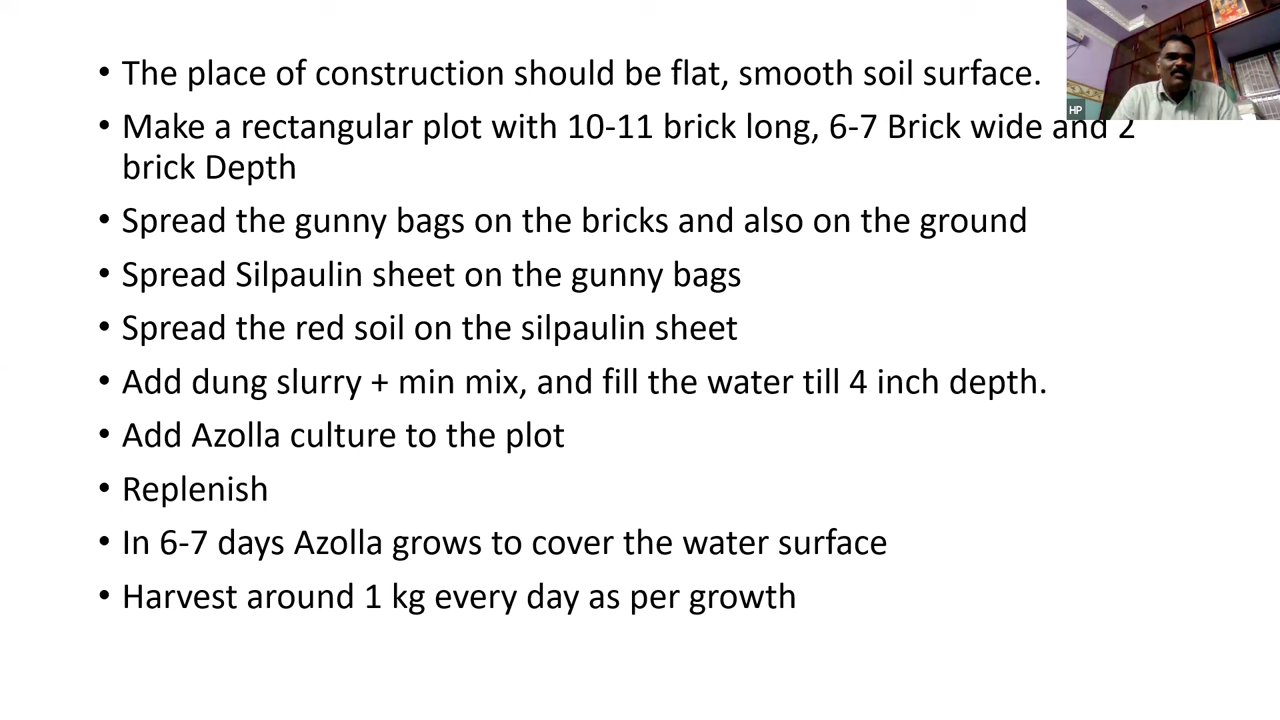 • The place of construction should be flat, smooth soil surface.
• Make a rectangular plot with 10-11 brick long, 6-7 Brick wide and 2
brick Depth
• Spread the gunny bags on the bricks and also on the ground
• Spread Silpaulin sheet on the gunny bags
• Spread the red soil on the silpaulin sheet
• Add dung slurry + min mix, and fill the water till 4 inch depth.
• Add Azolla culture to the plot
• Replenish
• In 6-7 days Azolla grows to cover the water surface
• Harvest around 1 kg every day as per growth
HP